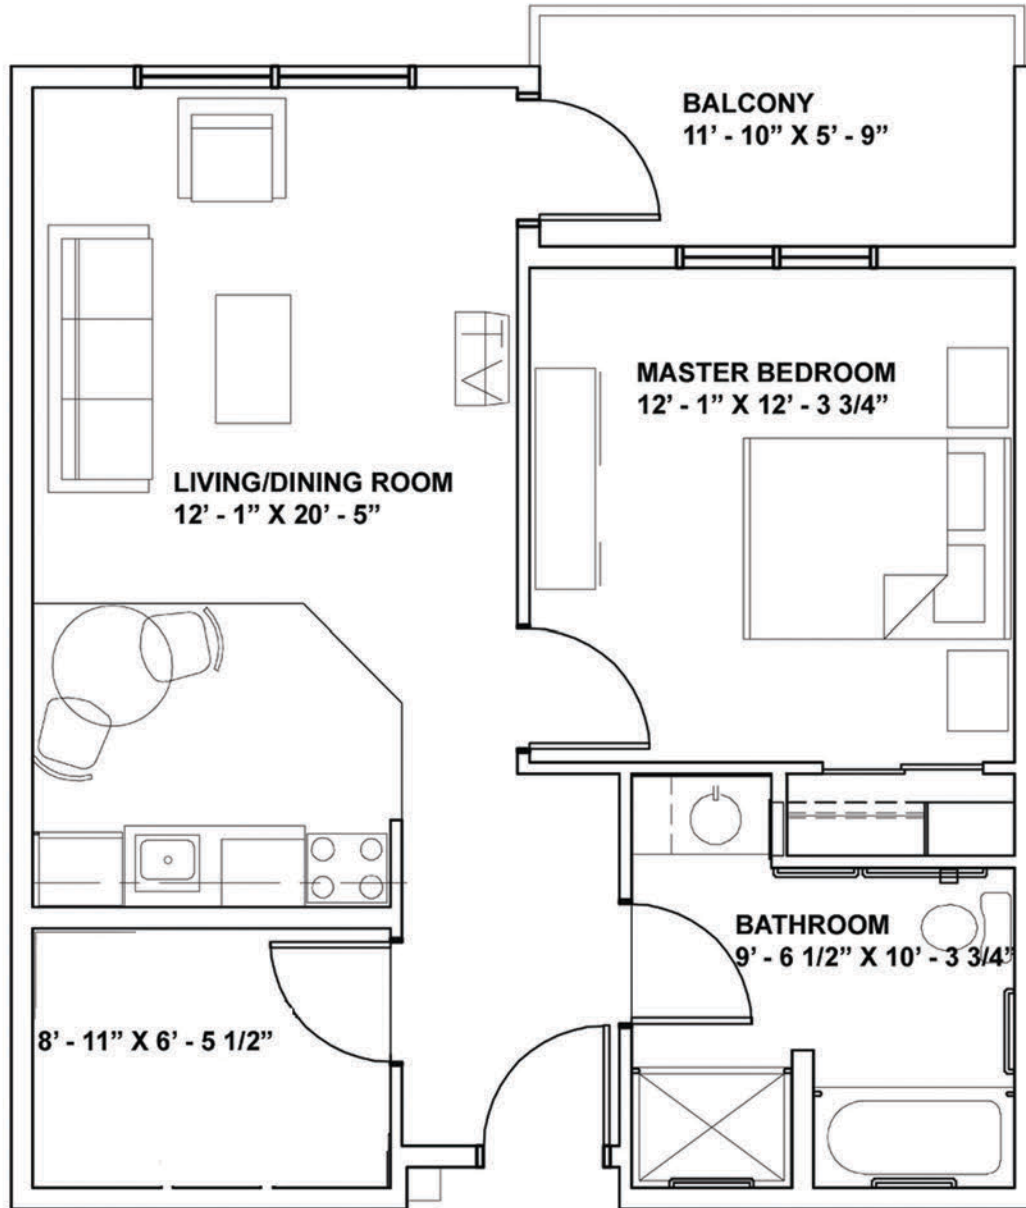 BALCONY
11’ - 10” X 5’ - 9”
MASTER BEDROOM
12’ - 1” X 12’ - 3 3/4”
TV
LIVING/DINING ROOM
12’ - 1” X 20’ - 5”
BATHROOM
9’ - 6 1/2” X 10’ - 3 3/4”
8’ - 11” X 6’ - 5 1/2”